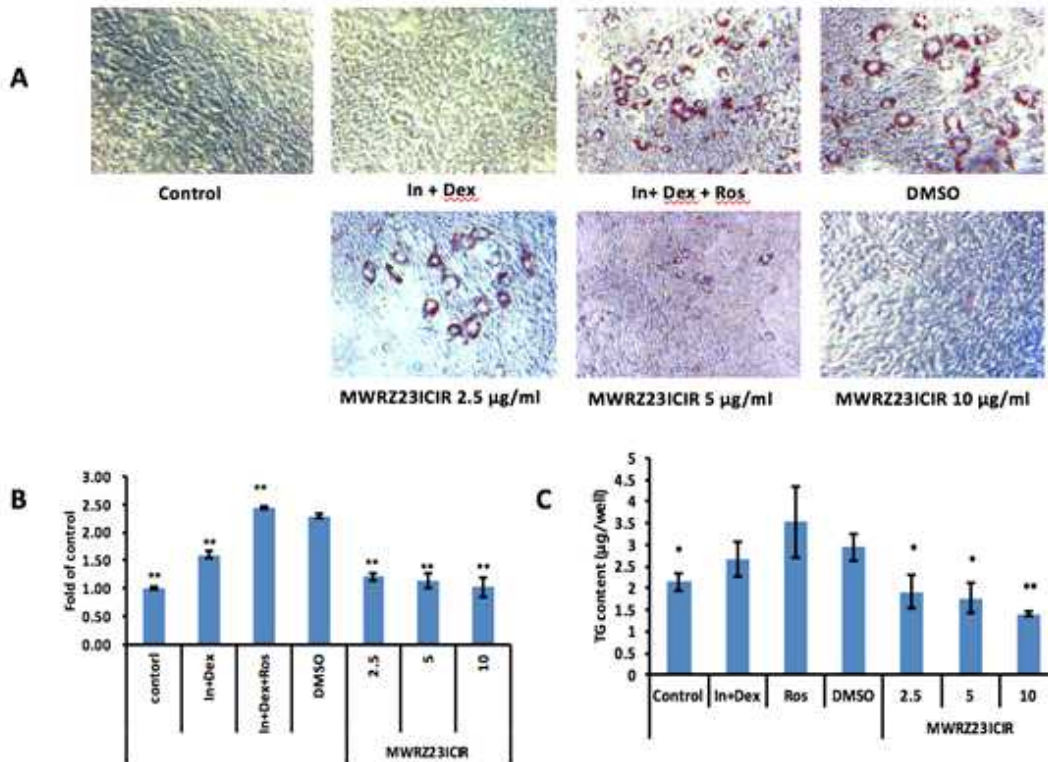 A
Control
In + Dex
In+ Dex + Ros
DMSO
MWRZ23ICIR 2.5 µg/ml
MWRZ23ICIR 5 µg/ml
MWRZ23ICIR 10 µg/ml
B
Fold of control
3.00
2.50
2.00
1.50
1.00
0.50
0.00
**
**
**
**
**
**
contorl
In+Dex
In+Dex+Ros
DMSO
2.5
5
10
MWRZ23ICIR
C
TG content (µg/well)
5
4.5
4
3.5
3
2.5
2
1.5
1
0.5
0
*
*
*
**
Control
In+Dex
Ros
DMSO
2.5
5
10
MWRZ23ICIR